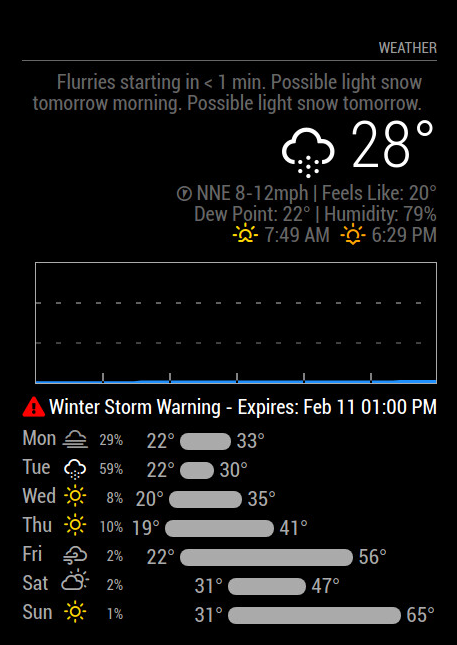 WEATHER
Flurries starting in < 1 min. Possible light snow
tomorrow morning. Possible light snow tomorrow.
28°
NNE 8-12mph | Feels Like: 20°
Dew Point: 22° | Humidity: 79%
7:49 AM 6:29 PM
Winter Storm Warning - Expires: Feb 11 01:00 PM
Mon 29% 22° 33°
Tue 59% 22° 30°
Wed 8% 20° 35°
Thu 10% 19° 41°
Fri 2% 22° 56°
Sat 2% 31° 47°
Sun 1% 31° 65°